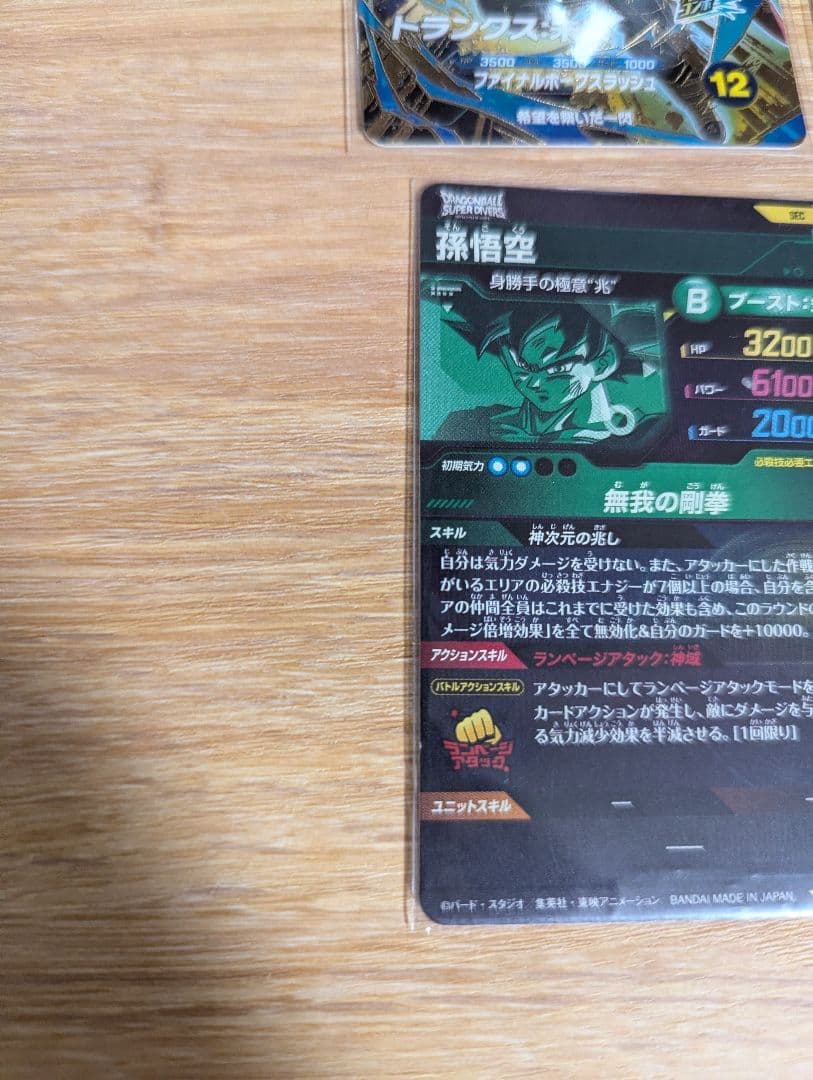 トランクス:
3500 3500 1000
ファイナルホープスラッシュ
12
希望を繋いだ一閃
DRAGONBALL
SUPER DIVERS
SEC
孫悟空
身勝手の極意"兆"
B ブースト:
HP 3200
パワー 6100
ガード 2000
初期気力
必殺技必要エ
無我の剛拳
スキル
神次元の兆し
自分は気力ダメージを受けない。また、アタッカーにした作戦
がいるエリアの必殺技エナジーが7個以上の場合、自分を含
アの仲間全員はこれまでに受けた効果も含め、このラウンドの
メージ倍増効果」を全て無効化&自分のガードを+10000。
アクションスキル
ランページアタック:神域
バトルアクションスキル
アタッカーにしてランページアタックモードを
カードアクションが発生し、敵にダメージを与
る気力減少効果を半減させる。[1回限り]
ランページ
アタック
ユニットスキル
ー
ー
©バード・スタジオ/集英社・東映アニメーション BANDAI MADE IN JAPAN